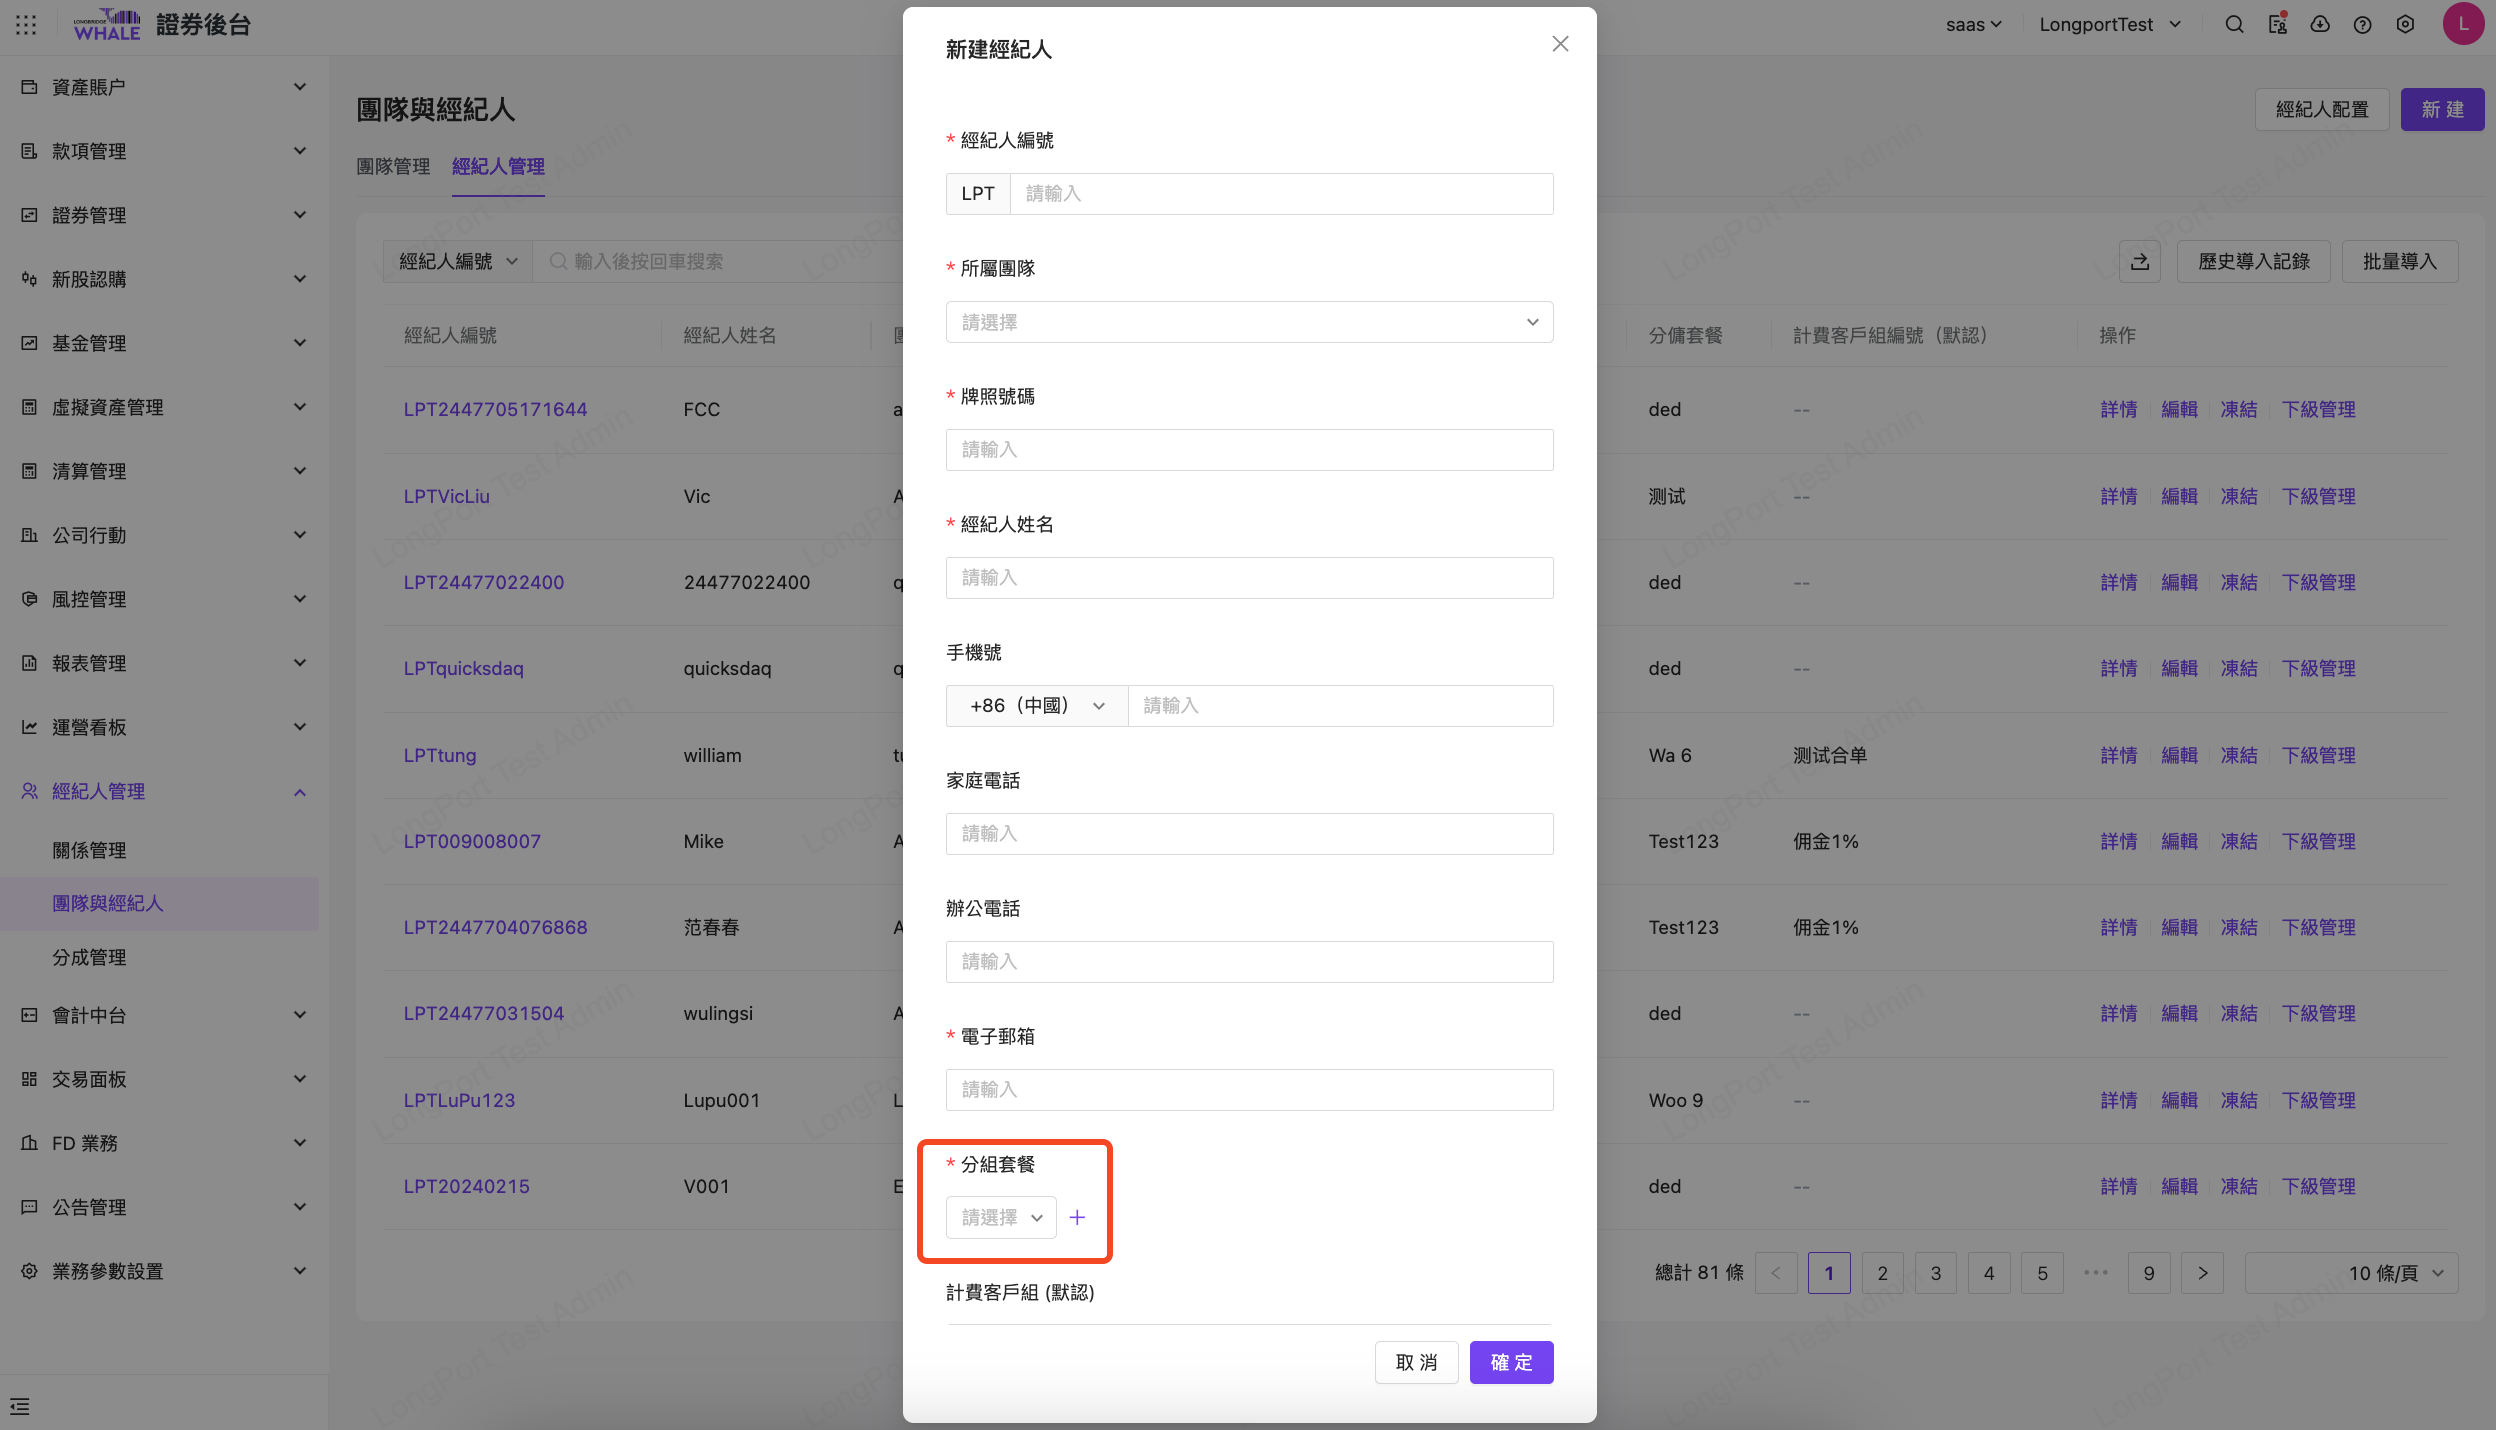 LONGBRIDGE
WHALE
證券後台
saas
LongportTest
L
資產賬户
款項管理
證券管理
新股認購
基金管理
虛擬資產管理
清算管理
公司行動
風控管理
報表管理
運營看板
經紀人管理
關係管理
團隊與經紀人
分成管理
會計中台
交易面板
FD 業務
公告管理
業務參數設置
團隊與經紀人
經紀人配置
新 建
團隊管理
經紀人管理
經紀人編號
輸入後按回車搜索
歷史導入記錄
批量導入
經紀人編號 經紀人姓名 分傭套餐 計費客戶組編號（默認） 操作
LPT2447705171644 FCC a ded -- 詳情 編輯 凍結 下級管理
LPTVicLiu Vic A 测试 -- 詳情 編輯 凍結 下級管理
LPT24477022400 24477022400 q ded -- 詳情 編輯 凍結 下級管理
LPTquicksdaq quicksdaq q ded -- 詳情 編輯 凍結 下級管理
LPTtung william tu Wa 6 测试合单 詳情 編輯 凍結 下級管理
LPT009008007 Mike A Test123 佣金1% 詳情 編輯 凍結 下級管理
LPT2447704076868 范春春 A Test123 佣金1% 詳情 編輯 凍結 下級管理
LPT24477031504 wulingsi A ded -- 詳情 編輯 凍結 下級管理
LPTLuPu123 Lupu001 L Woo 9 -- 詳情 編輯 凍結 下級管理
LPT20240215 V001 E ded -- 詳情 編輯 凍結 下級管理
總計 81 條 < 1 2 3 4 5 ••• 9 > 10 條/頁
新建經紀人
* 經紀人編號
LPT 請輸入
* 所屬團隊
請選擇
* 牌照號碼
請輸入
* 經紀人姓名
請輸入
手機號
+86（中國） 請輸入
家庭電話
請輸入
辦公電話
請輸入
* 電子郵箱
請輸入
* 分組套餐
請選擇 +
計費客戶組 (默認)
取 消
確 定
LongPort Test Admin